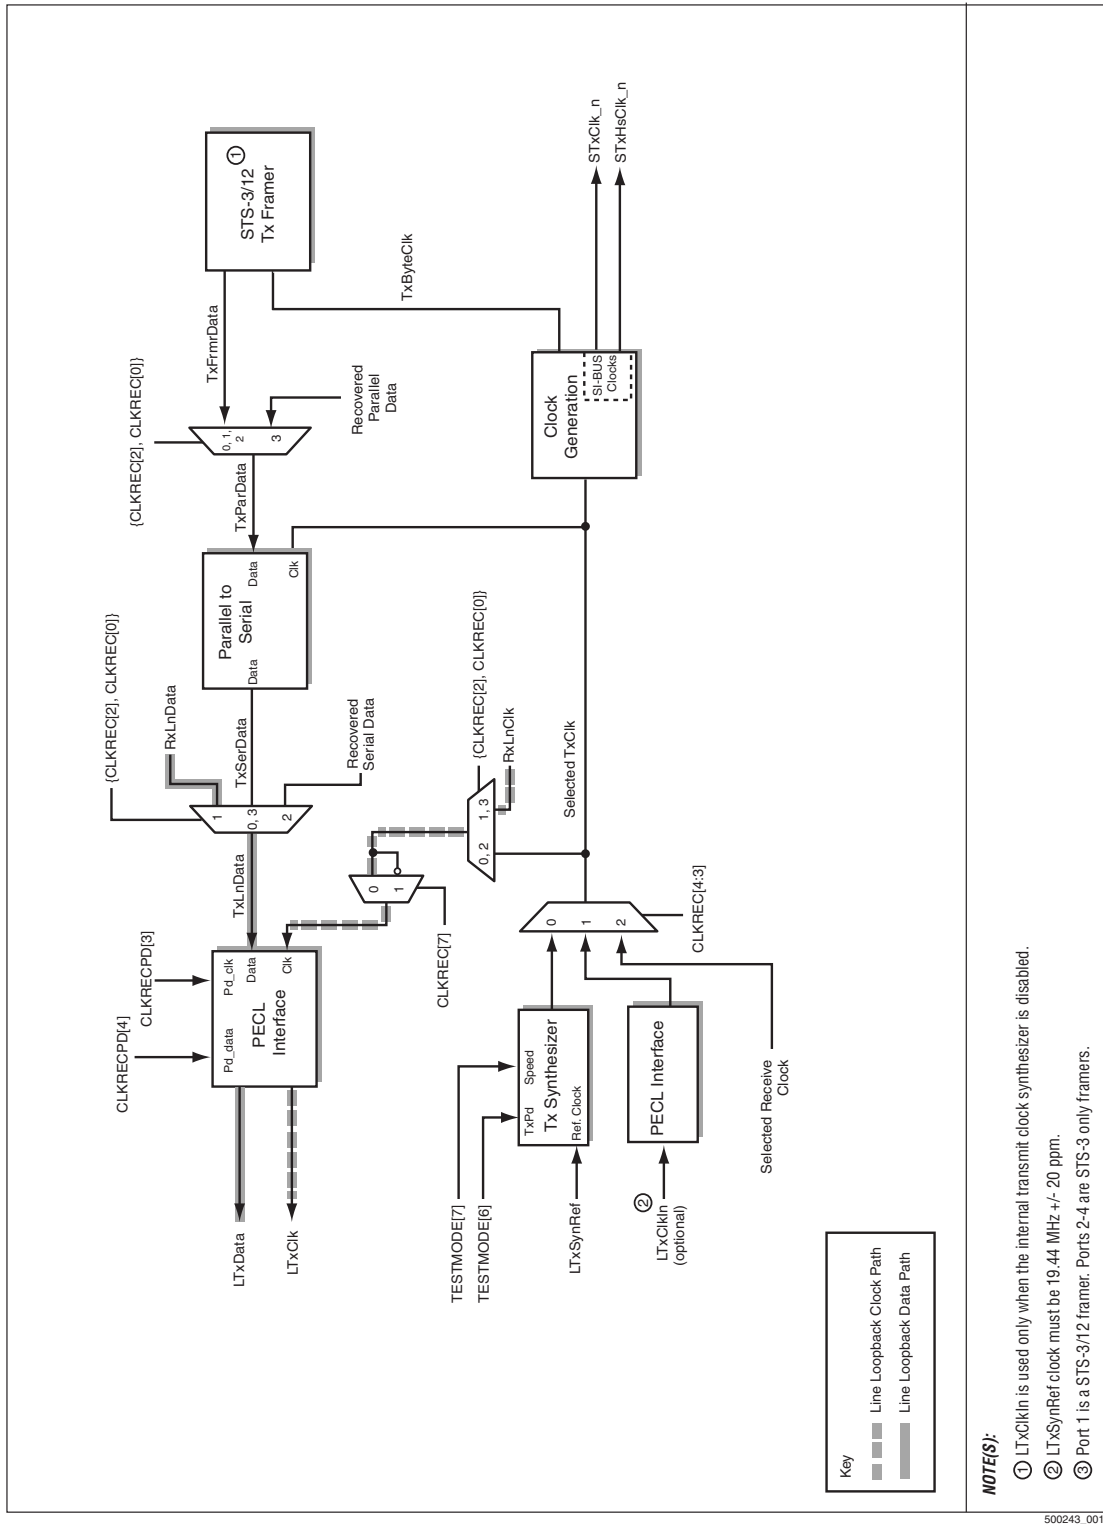 STS-3/12
Tx Framer
①
TxFrmrData
TxByteClk
STxClk_n
STxHsClk_n
{CLKREC[2], CLKREC[0]}
0, 1,
2
3
Recovered
Parallel
Data
TxParData
Clock
Generation
SI-BUS
Clocks
Parallel to
Serial
Data
Data
Clk
{CLKREC[2], CLKREC[0]}
RxLnData
TxSerData
1
0, 3
2
Recovered
Serial Data
{CLKREC[2], CLKREC[0]}
RxLnClk
0, 2
1, 3
Selected TxClk
TxLnData
0
1
CLKREC[7]
0
1
2
CLKREC[4:3]
CLKRECPD[4]
CLKRECPD[3]
Pd_data
Pd_clk
PECL
Interface
Data
Clk
LTxData
LTxClk
TESTMODE[7]
TESTMODE[6]
TxPd
Speed
Tx Synthesizer
Ref. Clock
LTxSynRef
PECL Interface
②
LTxClkIn
(optional)
Selected Receive
Clock
Key
Line Loopback Clock Path
Line Loopback Data Path
NOTE(S):
① LTxClkIn is used only when the internal transmit clock synthesizer is disabled.
② LTxSynRef clock must be 19.44 MHz +/- 20 ppm.
③ Port 1 is a STS-3/12 framer. Ports 2-4 are STS-3 only framers.
500243_001